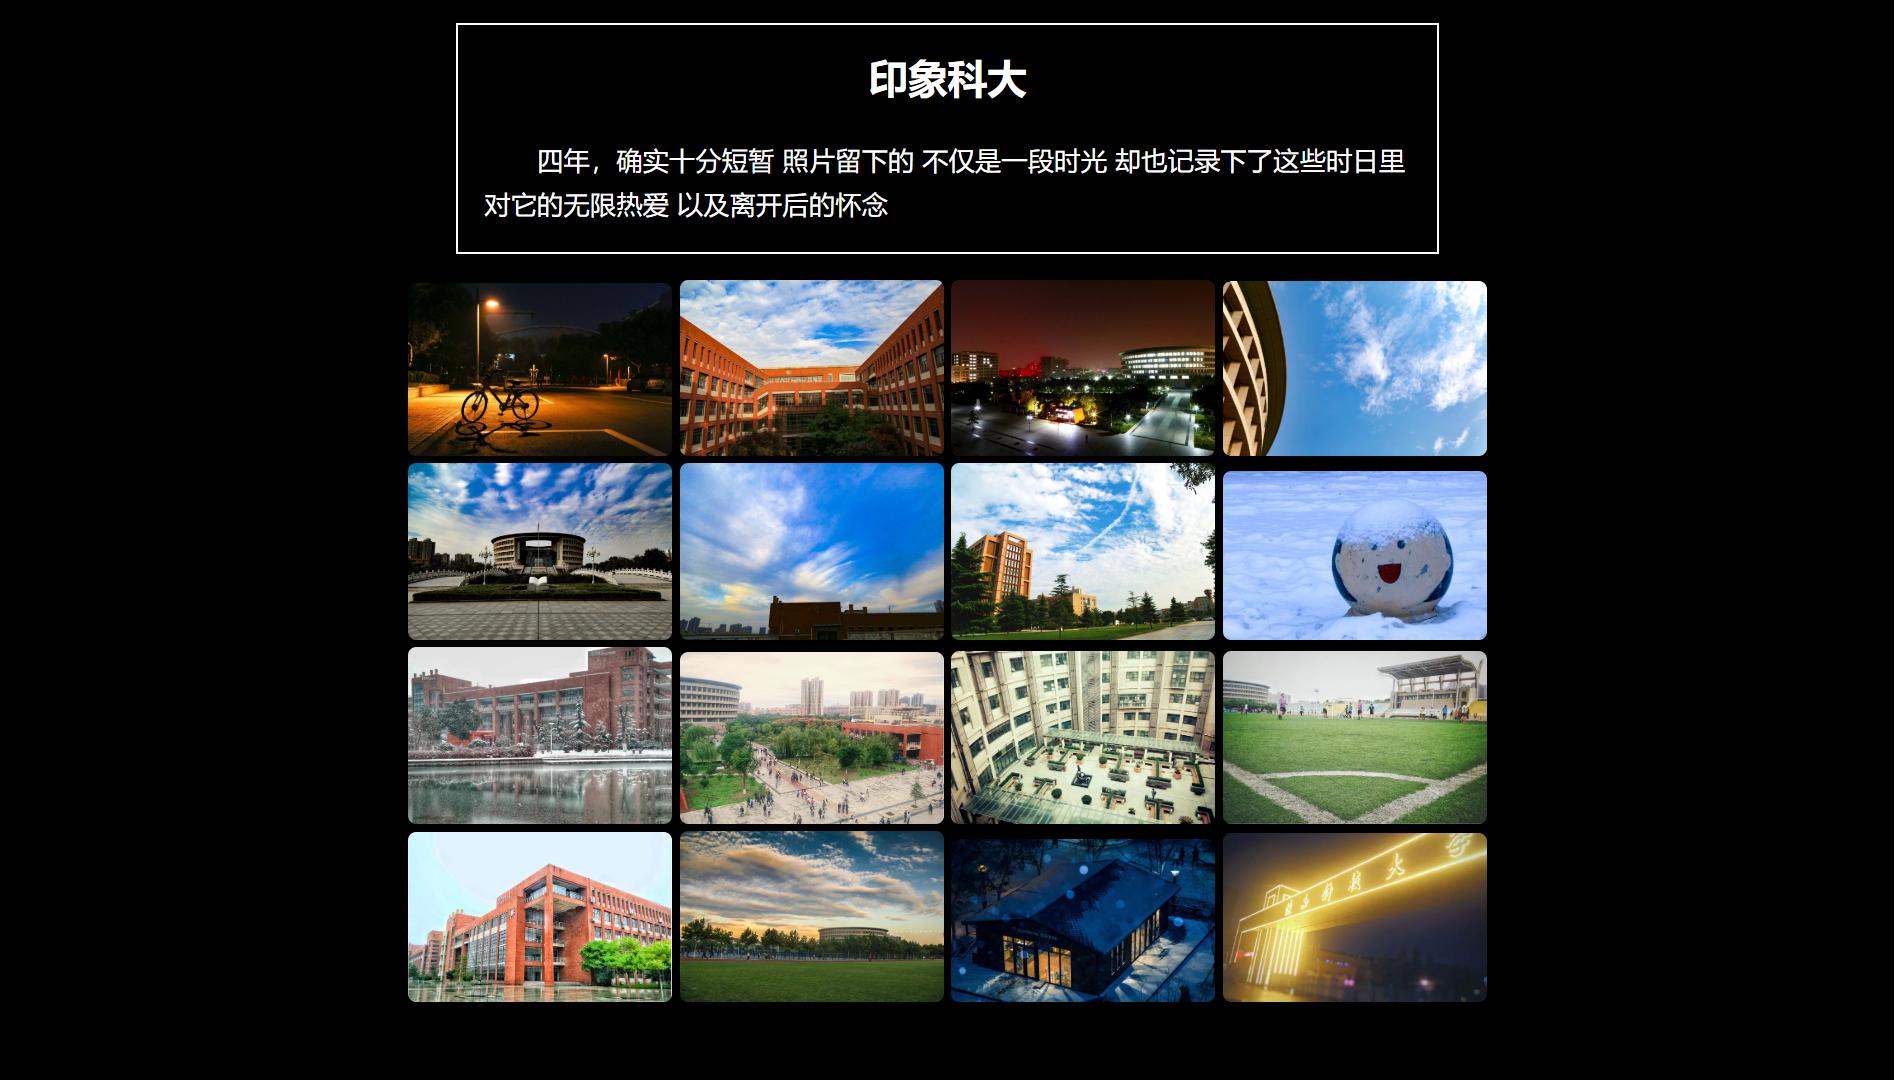 印象科大
四年，确实十分短暂 照片留下的 不仅是一段时光 却也记录下了这些时日里
对它的无限热爱 以及离开后的怀念